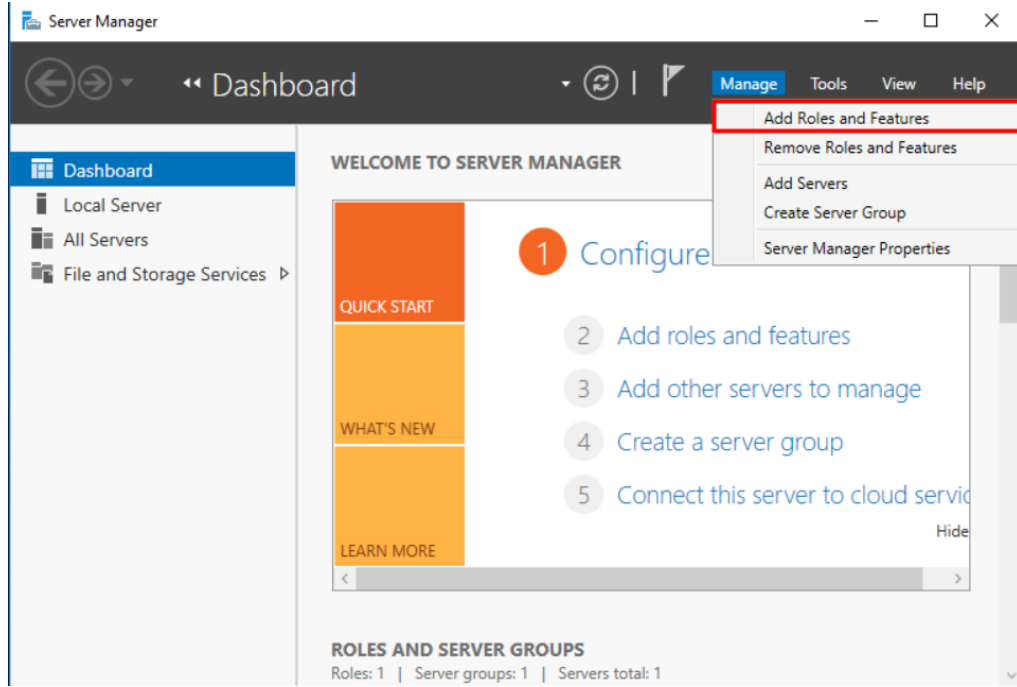 Server Manager
Dashboard
Manage Tools View Help
Add Roles and Features
Remove Roles and Features
Add Servers
Create Server Group
Server Manager Properties
Dashboard
Local Server
All Servers
File and Storage Services
WELCOME TO SERVER MANAGER
QUICK START
WHAT'S NEW
LEARN MORE
1 Configure
2 Add roles and features
3 Add other servers to manage
4 Create a server group
5 Connect this server to cloud servic
Hide
ROLES AND SERVER GROUPS
Roles: 1 | Server groups: 1 | Servers total: 1